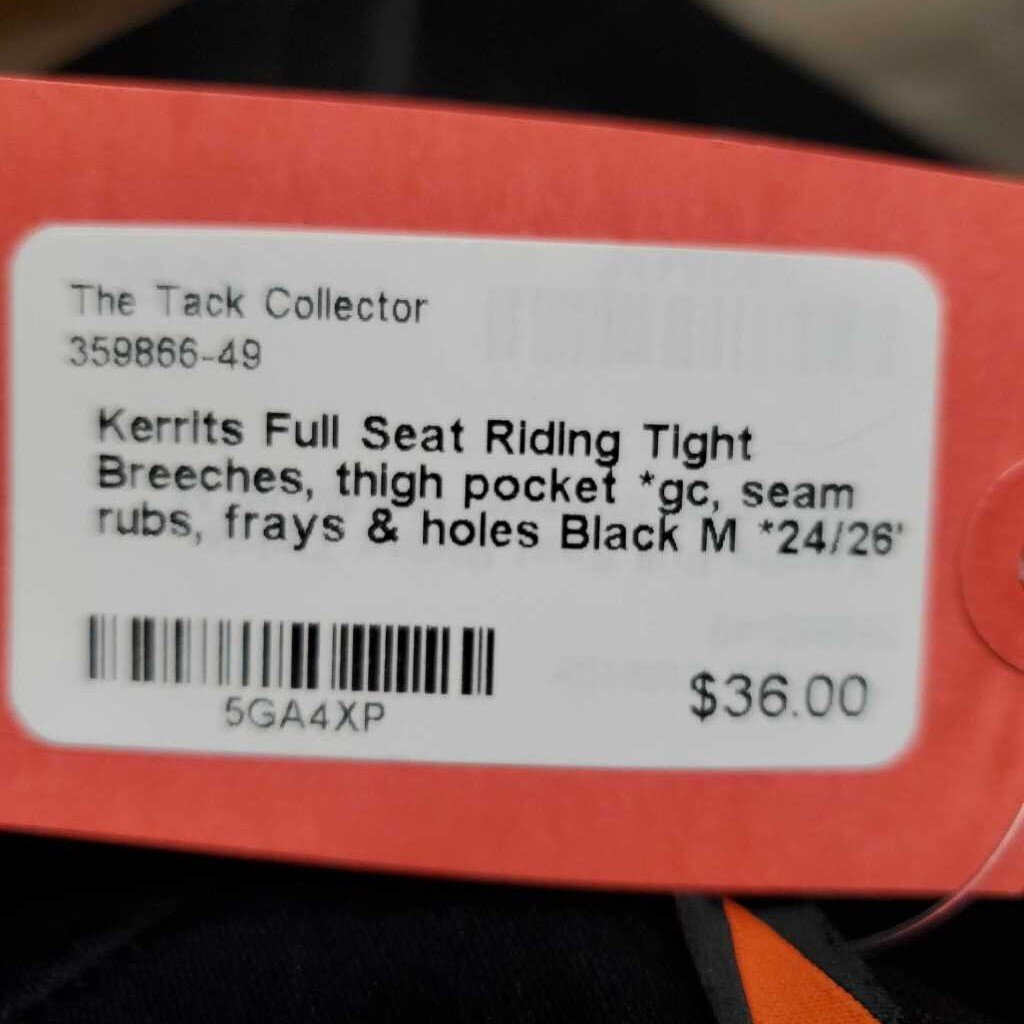 The Tack Collector
359866-49
Kerrits Full Seat Riding Tight
Breeches, thigh pocket *gc, seam
rubs, frays & holes Black M *24/26'
5GA4XP
$36.00